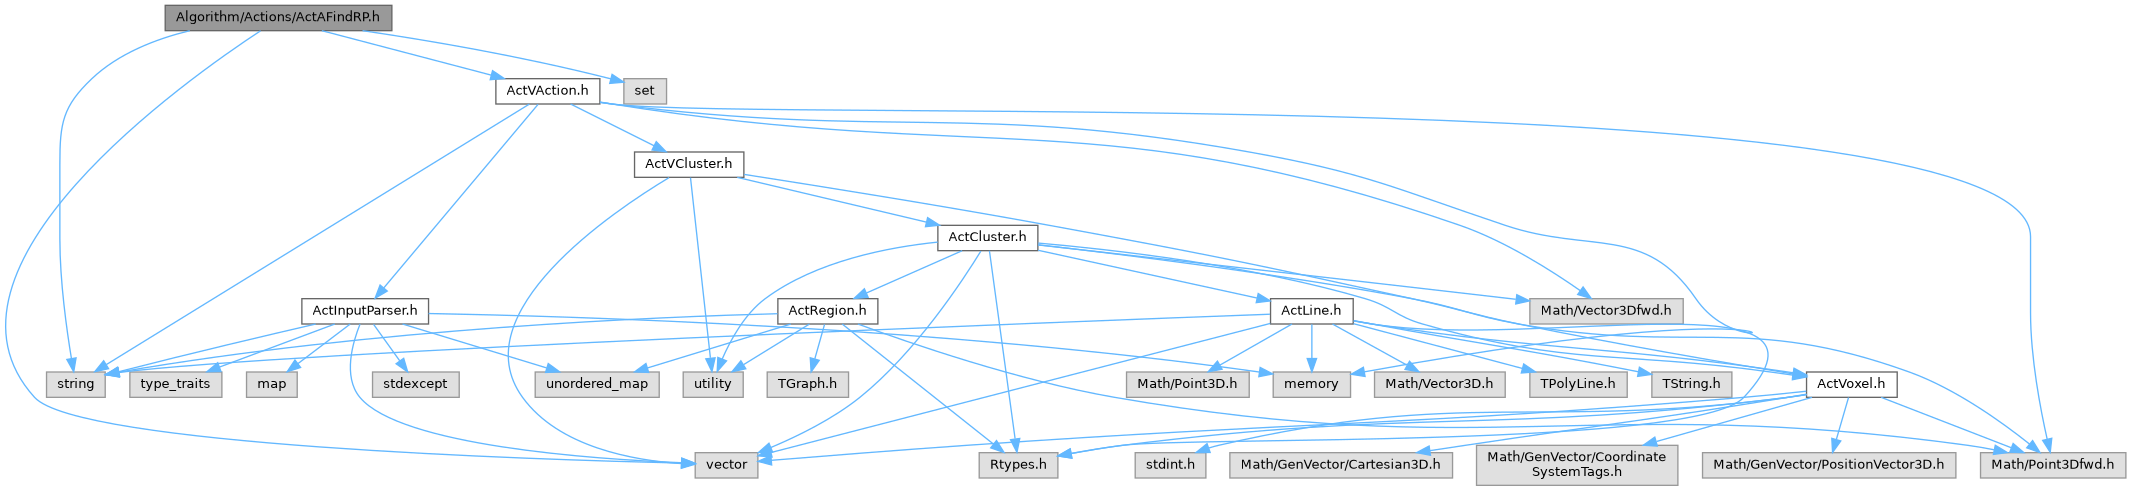 Algorithm/Actions/ActAFindRP.h
ActVAction.h
set
ActVCluster.h
ActCluster.h
ActInputParser.h
ActRegion.h
ActLine.h
Math/Vector3Dfwd.h
string
type_traits
map
stdexcept
unordered_map
utility
TGraph.h
Math/Point3D.h
memory
Math/Vector3D.h
TPolyLine.h
TString.h
ActVoxel.h
vector
Rtypes.h
stdint.h
Math/GenVector/Cartesian3D.h
Math/GenVector/Coordinate
SystemTags.h
Math/GenVector/PositionVector3D.h
Math/Point3Dfwd.h